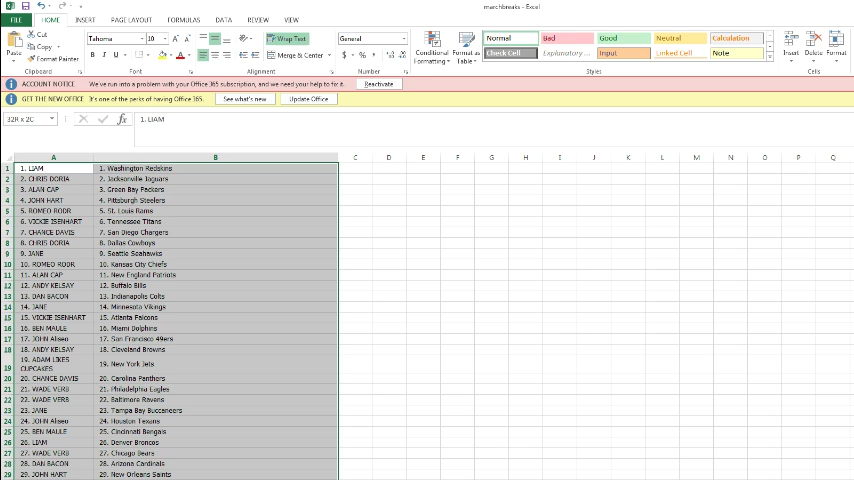 marchbreaks - Excel
FILE HOME INSERT PAGE LAYOUT FORMULAS DATA REVIEW VIEW
Paste
Cut
Copy
Format Painter
Clipboard
Tahoma 10
B I U
Font
Wrap Text
Merge & Center
Alignment
General
$ % ,
Number
Conditional Formatting
Format as Table
Normal Bad Good Neutral Calculation
Check Cell Explanatory ... Input Linked Cell Note
Styles
Insert Delete Format
Cells
ACCOUNT NOTICE We've run into a problem with your Office 365 subscription, and we need your help to fix it. Reactivate
GET THE NEW OFFICE It's one of the perks of having Office 365. See what's new Update Office
32R x 2C fx 1. LIAM
A B C D E F G H I J K L M N O P Q
1 1. LIAM 1. Washington Redskins
2 2. CHRIS DORIA 2. Jacksonville Jaguars
3 3. ALAN CAP 3. Green Bay Packers
4 4. JOHN HART 4. Pittsburgh Steelers
5 5. ROMEO RODR 5. St. Louis Rams
6 6. VICKIE ISENHART 6. Tennessee Titans
7 7. CHANCE DAVIS 7. San Diego Chargers
8 8. CHRIS DORIA 8. Dallas Cowboys
9 9. JANE 9. Seattle Seahawks
10 10. ROMEO RODR 10. Kansas City Chiefs
11 11. ALAN CAP 11. New England Patriots
12 12. ANDY KELSAY 12. Buffalo Bills
13 13. DAN BACON 13. Indianapolis Colts
14 14. JANE 14. Minnesota Vikings
15 15. VICKIE ISENHART 15. Atlanta Falcons
16 16. BEN MAULE 16. Miami Dolphins
17 17. JOHN Aliseo 17. San Francisco 49ers
18 18. ANDY KELSAY 18. Cleveland Browns
19 19. ADAM LIKES CUPCAKES 19. New York Jets
20 20. CHANCE DAVIS 20. Carolina Panthers
21 21. WADE VERB 21. Philadelphia Eagles
22 22. WADE VERB 22. Baltimore Ravens
23 23. JANE 23. Tampa Bay Buccaneers
24 24. JOHN Aliseo 24. Houston Texans
25 25. BEN MAULE 25. Cincinnati Bengals
26 26. LIAM 26. Denver Broncos
27 27. WADE VERB 27. Chicago Bears
28 28. DAN BACON 28. Arizona Cardinals
29 29. JOHN HART 29. New Orleans Saints